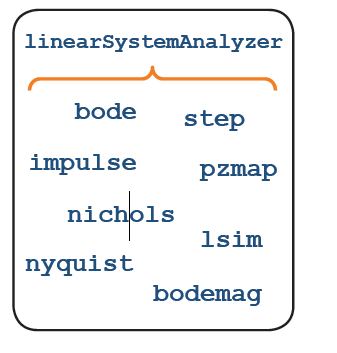 linearSystemAnalyzer
bode
step
impulse
pzmap
nichols
lsim
nyquist
bodemag